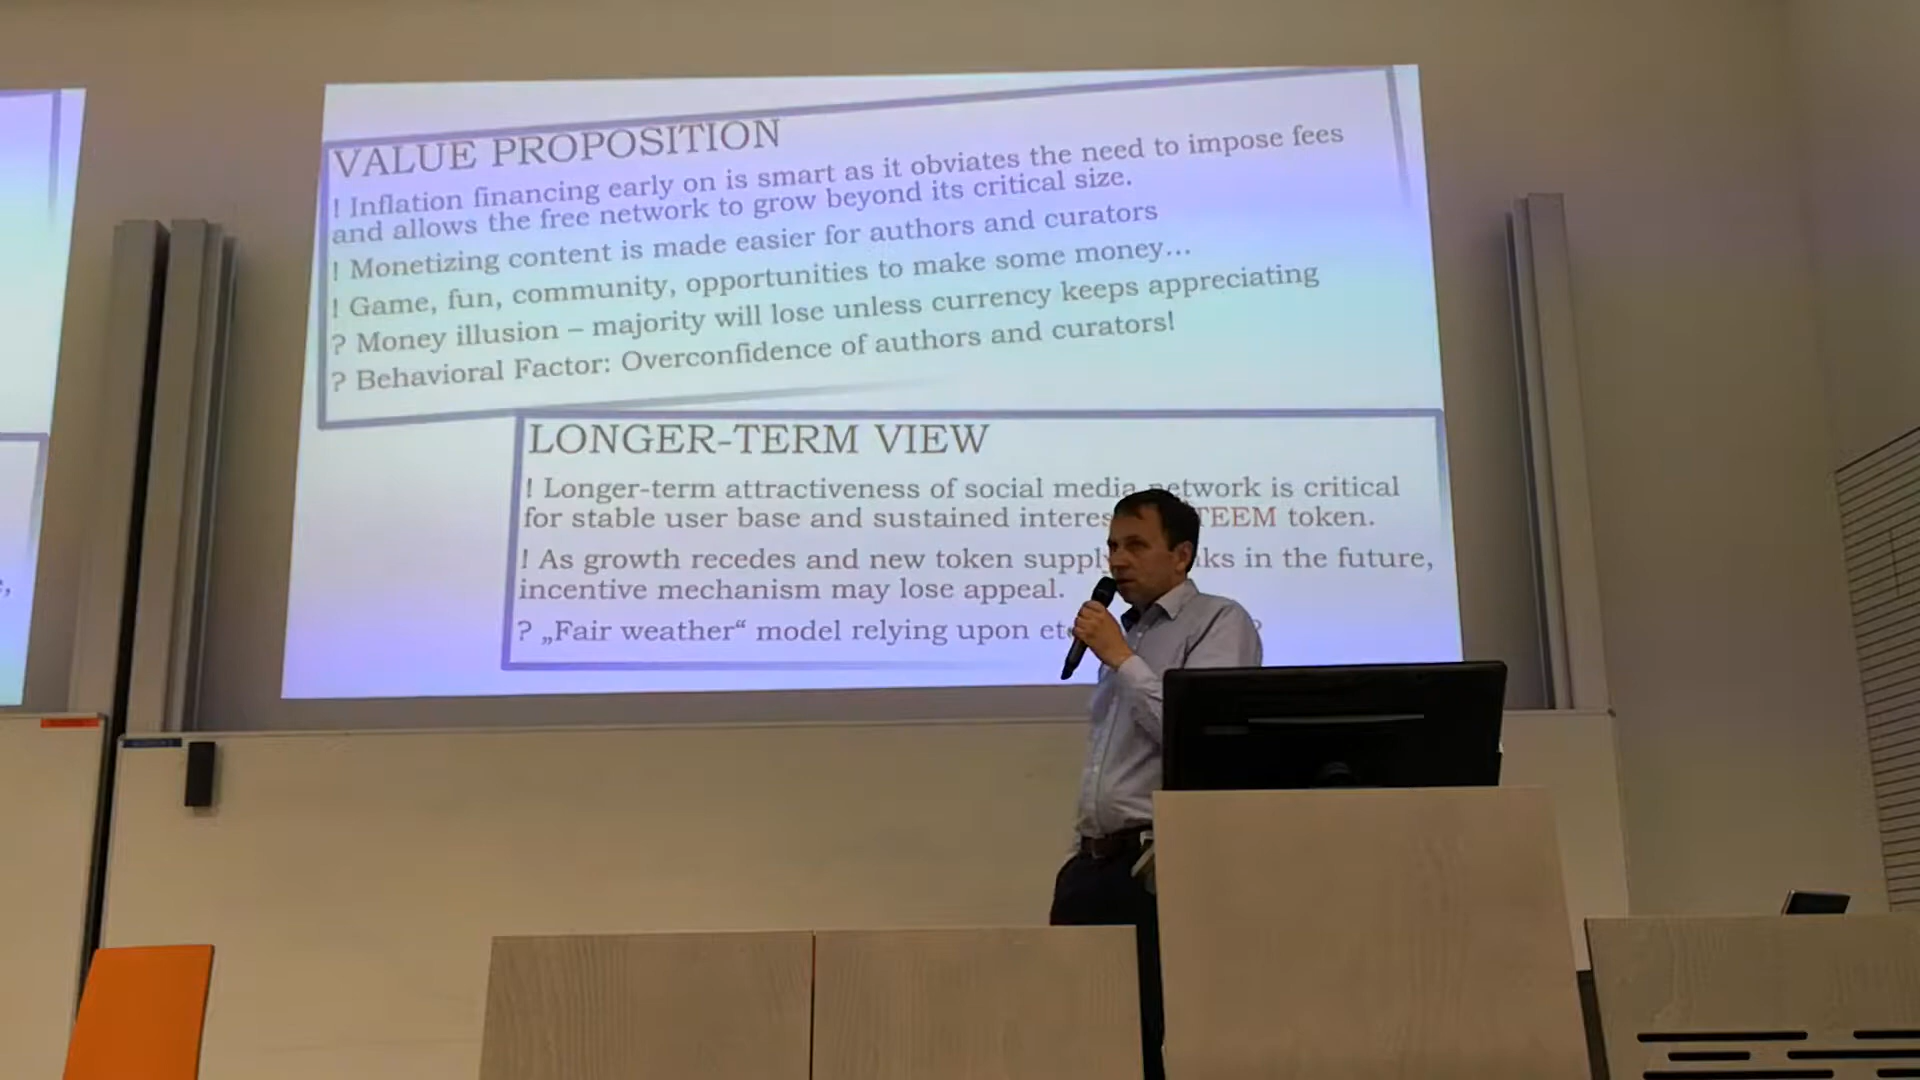 VALUE PROPOSITION
! Inflation financing early on is smart as it obviates the need to impose fees
and allows the free network to grow beyond its critical size.
! Monetizing content is made easier for authors and curators
! Game, fun, community, opportunities to make some money…
? Money illusion – majority will lose unless currency keeps appreciating
? Behavioral Factor: Overconfidence of authors and curators!
LONGER-TERM VIEW
! Longer-term attractiveness of social media network is critical
for stable user base and sustained TEEM token.
! As growth recedes and new token in the future,
incentive mechanism may lose appeal.
? „Fair weather“ model relying upon